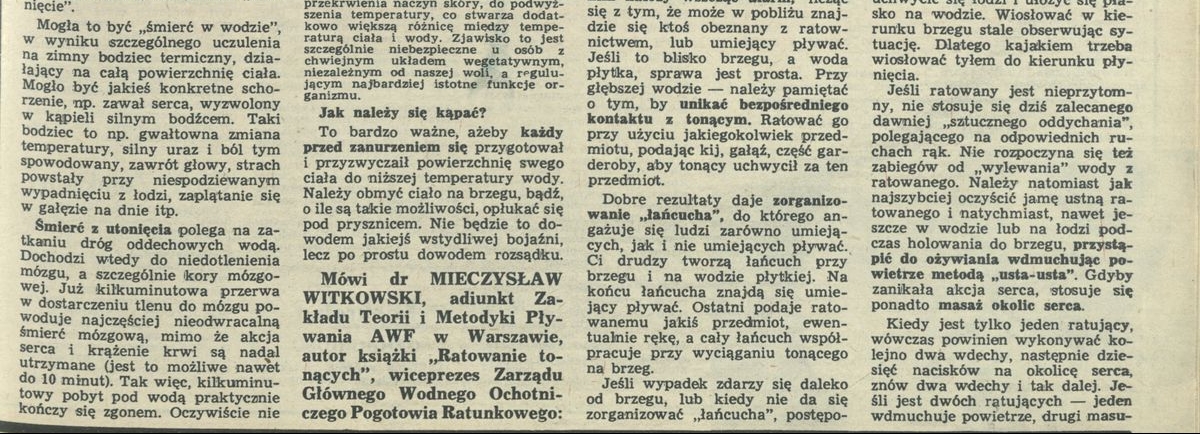 nięcie".
Mogła to być „śmierć w wodzie",
w wyniku szczególnego uczulenia
na zimny bodziec termiczny, dzia-
łający na całą powierzchnię ciała.
Mogło być jakieś konkretne scho-
rzenie, np. zawał serca, wyzwolony
w kąpieli silnym bodźcem. Taki
bodziec to np. gwałtowna zmiana
temperatury, silny uraz i ból tym
spowodowany, zawrót głowy, strach
powstały przy niespodziewanym
wypadnięciu z łodzi, zaplątanie się
w gałęzie na dnie itp.
Śmierć z utonięcia polega na za-
tkaniu dróg oddechowych wodą.
Dochodzi wtedy do niedotlenienia
mózgu, a szczególnie kory mózgo-
wej. Już kilkuminutowa przerwa
w dostarczeniu tlenu do mózgu po-
woduje najczęściej nieodwracalną
śmierć mózgową, mimo że akcja
serca i krążenie krwi są nadal
utrzymane (jest to możliwe nawet
do 10 minut). Tak więc, kilkuminu-
towy pobyt pod wodą praktycznie
kończy się zgonem. Oczywiście nie
przekrwienia naczyń skóry, do podwyż-
szenia temperatury, co stwarza dodat-
kowo większą różnicę między tempe-
raturą ciała i wody. Zjawisko to jest
szczególnie niebezpieczne u osób z
chwiejnym układem wegetatywnym,
niezależnym od naszej woli, a regulu-
jącym najbardziej istotne funkcje or-
ganizmu.
Jak należy się kąpać?
To bardzo ważne, ażeby każdy
przed zanurzeniem się przygotował
i przyzwyczaił powierzchnię swego
ciała do niższej temperatury wody.
Należy obmyć ciało na brzegu, bądź,
o ile są takie możliwości, opłukać się
pod prysznicem. Nie będzie to do-
wodem jakiejś wstydliwej bojaźni,
lecz po prostu dowodem rozsądku.
Mówi dr MIECZYSŁAW
WITKOWSKI, adiunkt Za-
kładu Teorii i Metodyki Pły-
wania AWF w Warszawie,
autor książki „Ratowanie to-
nących", wiceprezes Zarządu
Głównego Wodnego Ochotni-
czego Pogotowia Ratunkowego:
się z tym, że może w pobliżu znaj-
dzie się ktoś obeznany z ratow-
nictwem, lub umiejący pływać.
Jeśli to blisko brzegu, a woda
płytka, sprawa jest prosta. Przy
głębszej wodzie — należy pamiętać
o tym, by unikać bezpośredniego
kontaktu z tonącym. Ratować go
przy użyciu jakiegokolwiek przed-
miotu, podając kij, gałąź, część gar-
deroby, aby tonący uchwycił za ten
przedmiot.
Dobre rezultaty daje zorganizo-
wanie „łańcucha", do którego an-
gażuje się ludzi zarówno umieją-
cych, jak i nie umiejących pływać.
Ci drudzy tworzą łańcuch przy
brzegu i na wodzie płytkiej. Na
końcu łańcucha znajdą się umie-
jący pływać. Ostatni podaje rato-
wanemu jakiś przedmiot, ewen-
tualnie rękę, a cały łańcuch współ-
pracuje przy wyciąganiu tonącego
na brzeg.
Jeśli wypadek zdarzy się daleko
od brzegu, lub kiedy nie da się
zorganizować „łańcucha", postępo-
sko na wodzie. Wiosłować w kie-
runku brzegu stale obserwując sy-
tuację. Dlatego kajakiem trzeba
wiosłować tyłem do kierunku pły-
nięcia.
Jeśli ratowany jest nieprzytom-
ny, nie stosuje się dziś zalecanego
dawniej „sztucznego oddychania",
polegającego na odpowiednich ru-
chach rąk. Nie rozpoczyna się też
zabiegów od „wylewania" wody z
ratowanego. Należy natomiast jak
najszybciej oczyścić jamę ustną ra-
towanego i natychmiast, nawet je-
szcze w wodzie lub na łodzi pod-
czas holowania do brzegu, przystą-
pić do ożywiania wdmuchując po-
wietrze metodą „usta-usta". Gdyby
zanikała akcja serca, stosuje się
ponadto masaż okolic serca.
Kiedy jest tylko jeden ratujący,
wówczas powinien wykonywać ko-
lejno dwa wdechy, następnie dzie-
sięć nacisków na okolicę serca,
znów dwa wdechy i tak dalej. Je-
śli jest dwóch ratujących — jeden
wdmuchuje powietrze, drugi masu-